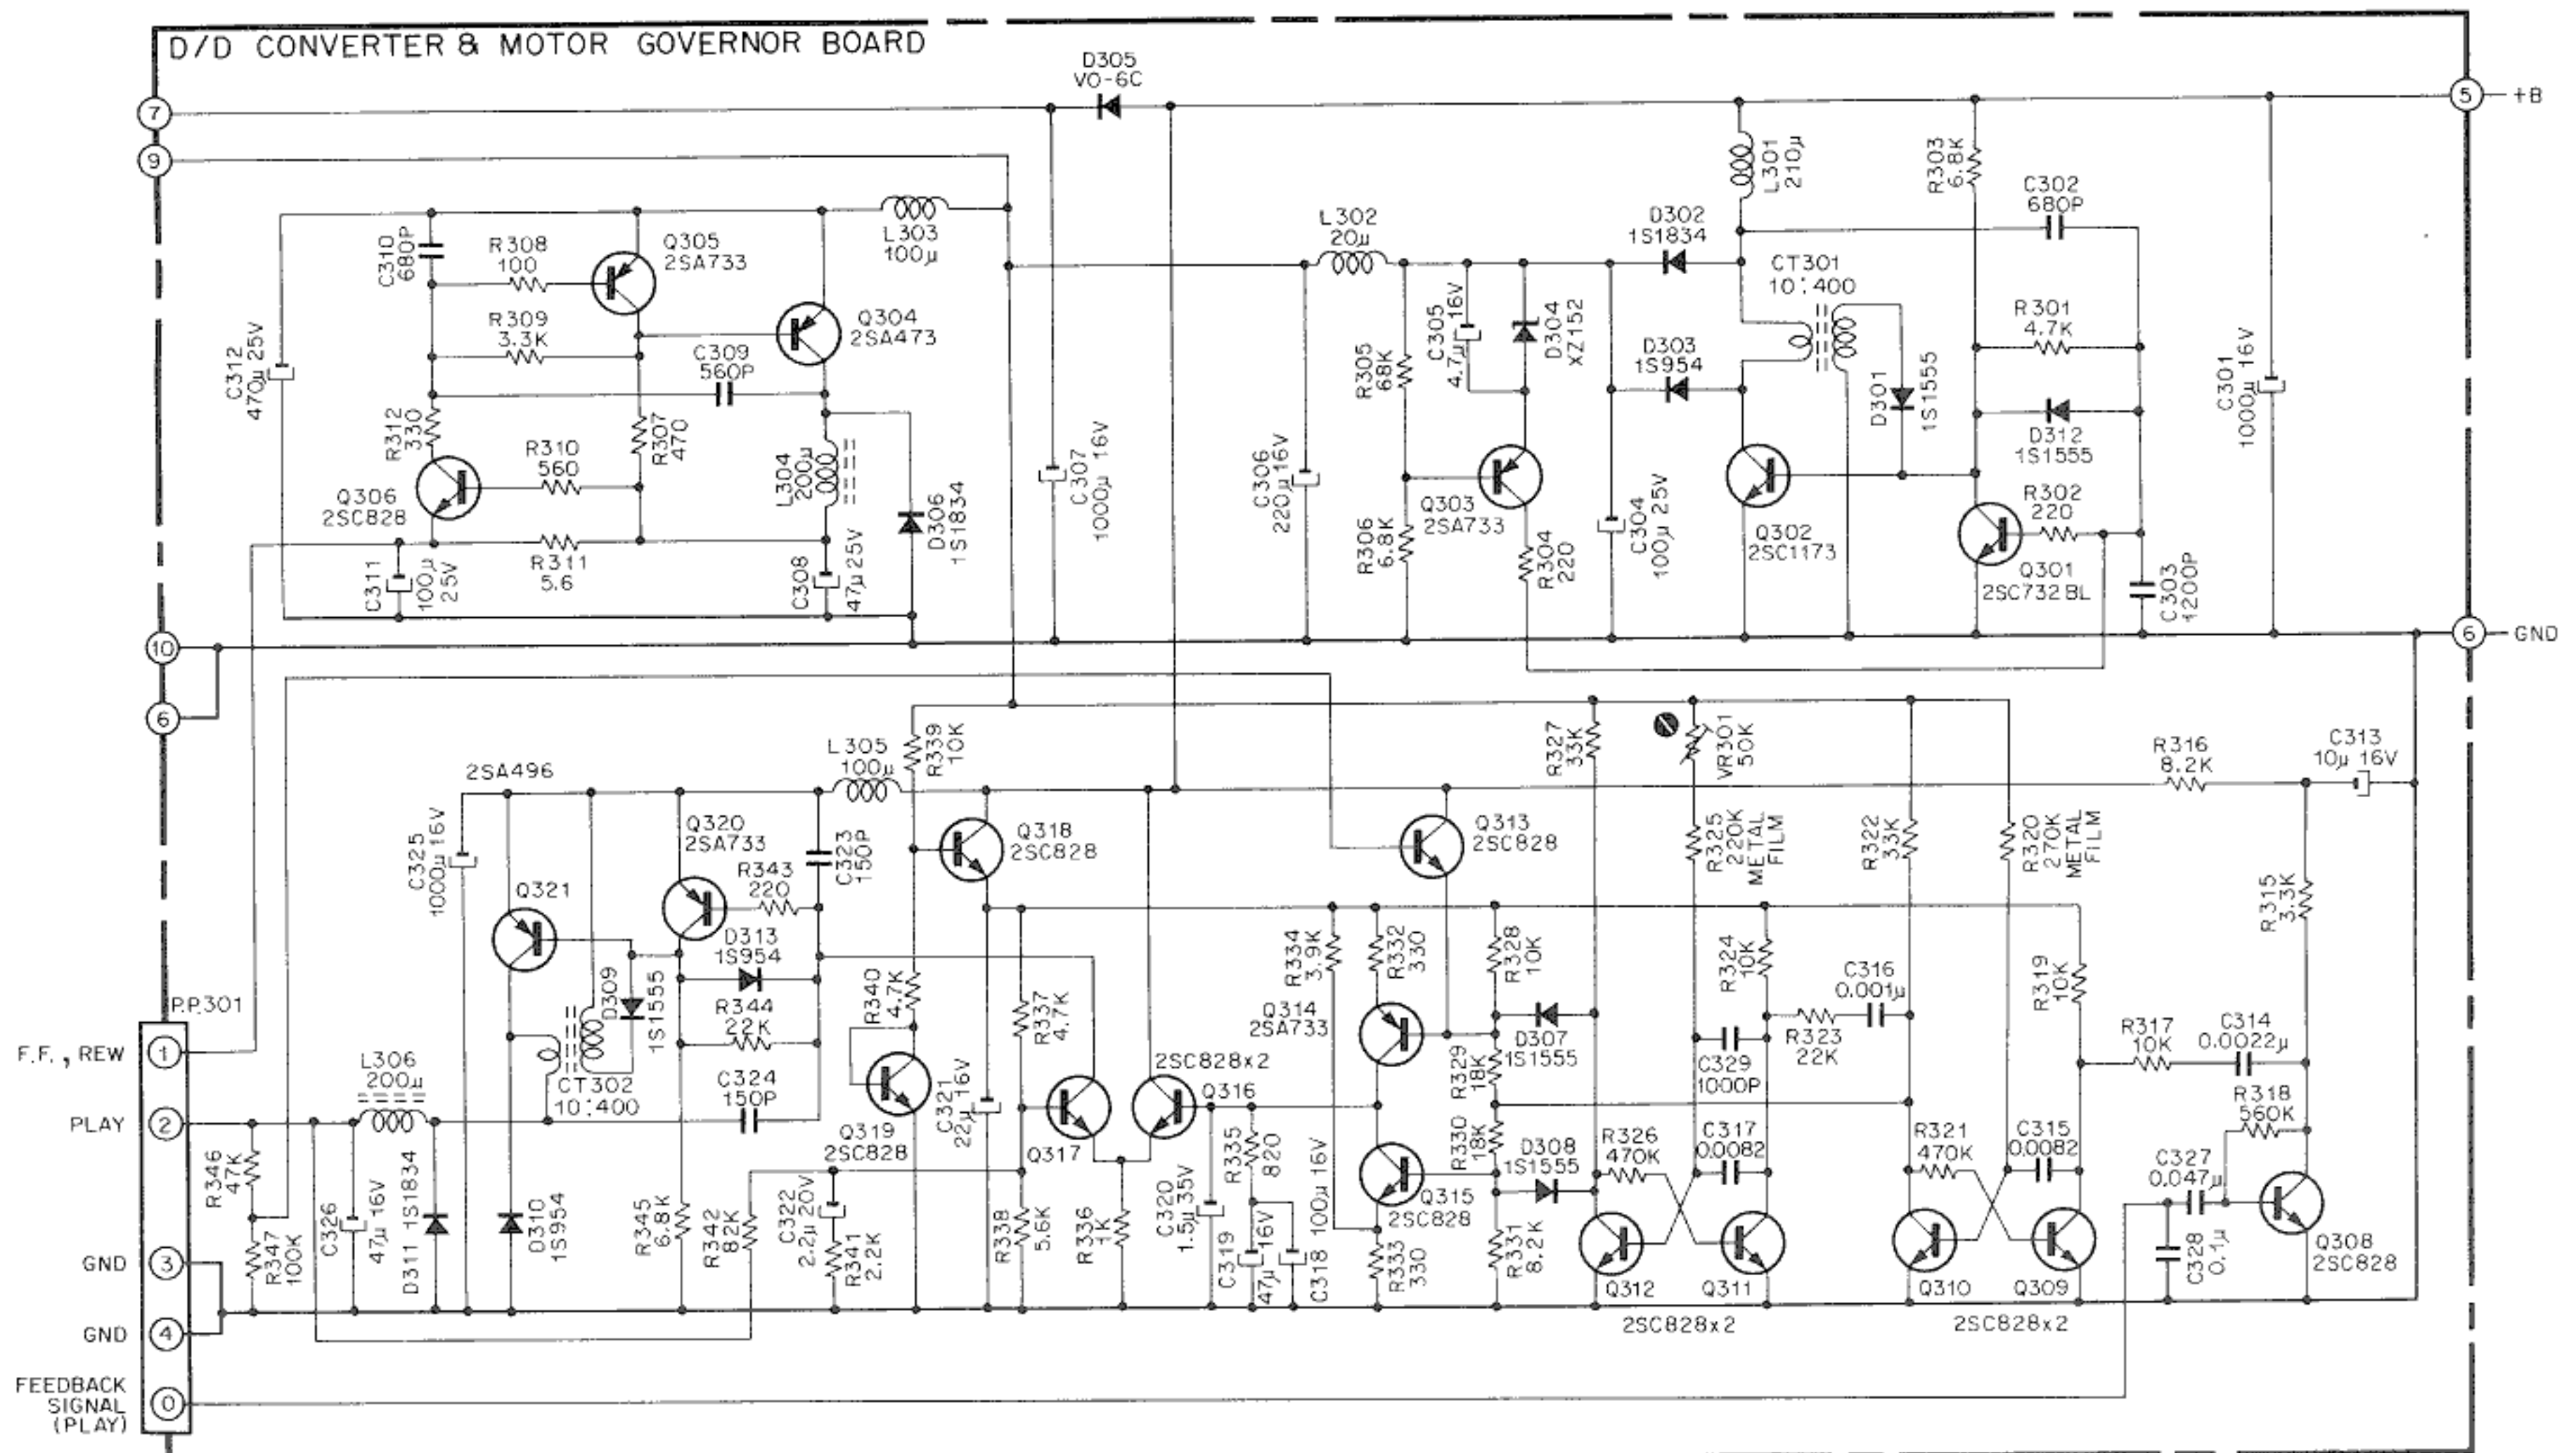 D/D CONVERTER & MOTOR GOVERNOR BOARD
D305
VO-6C
7
5
+B
9
L301
210μ
R303
6.8K
C302
680P
C310
680P
R308
100
Q305
2SA733
L303
100μ
L302
20μ
D302
1S1834
CT301
10:400
R309
3.3K
Q304
2SA473
C312
470μ 25V
C309
560P
R305
68K
C305
4.7μ 16V
D304
XZ152
D303
1S954
D301
1S1555
R301
4.7K
C301
1000μ 16V
D312
1S1555
R312
330
R307
470
R310
560
L304
200μ
Q306
2SC828
D306
1S1834
C307
1000μ 16V
C306
220μ 16V
Q303
2SA733
C304
100μ 25V
Q302
2SC1173
R302
220
R311
5.6
C311
100μ
25V
C308
47μ 25V
R306
6.8K
R304
220
Q301
2SC732BL
C303
1200P
10
6
GND
6
R339
10K
R327
33K
VR301
50K
R316
8.2K
C313
10μ 16V
2SA496
L305
100μ
C325
1000μ 16V
Q320
2SA733
C323
150P
Q318
2SC828
Q313
2SC828
R325
220K
METAL
FILM
R322
33K
R320
270K
METAL
FILM
R343
220
Q321
R315
3.3K
D313
1S954
R340
4.7K
R334
3.9K
R332
330
R328
10K
R324
10K
C316
0.001μ
R319
10K
P.P.301
D309
1S1555
R344
22K
R337
4.7K
Q314
2SA733
D307
1S1555
R323
22K
R317
10K
C314
0.0022μ
F.F., REW
1
L306
200μ
CT302
10:400
C324
150P
2SC828x2
Q316
R329
18K
C329
1000P
R318
560K
PLAY
2
Q319
2SC828
C321
22μ 16V
Q317
R335
820
R330
18K
D308
1S1555
R326
470K
C317
0.0082
R321
470K
C315
0.0082
C327
0.047μ
R346
47K
C326
47μ 16V
D311 1S1834
D310
1S954
R345
6.8K
R342
82K
C322
2.2μ 20V
R341
2.2K
R338
5.6K
R336
1K
C320
1.5μ 35V
C319
47μ 16V
C318 100μ 16V
Q315
2SC828
R333
330
R331
8.2K
GND
3
R347
100K
Q312
Q311
Q310
Q309
C328
0.1μ
Q308
2SC828
GND
4
2SC828x2
2SC828x2
FEEDBACK
SIGNAL
(PLAY)
0